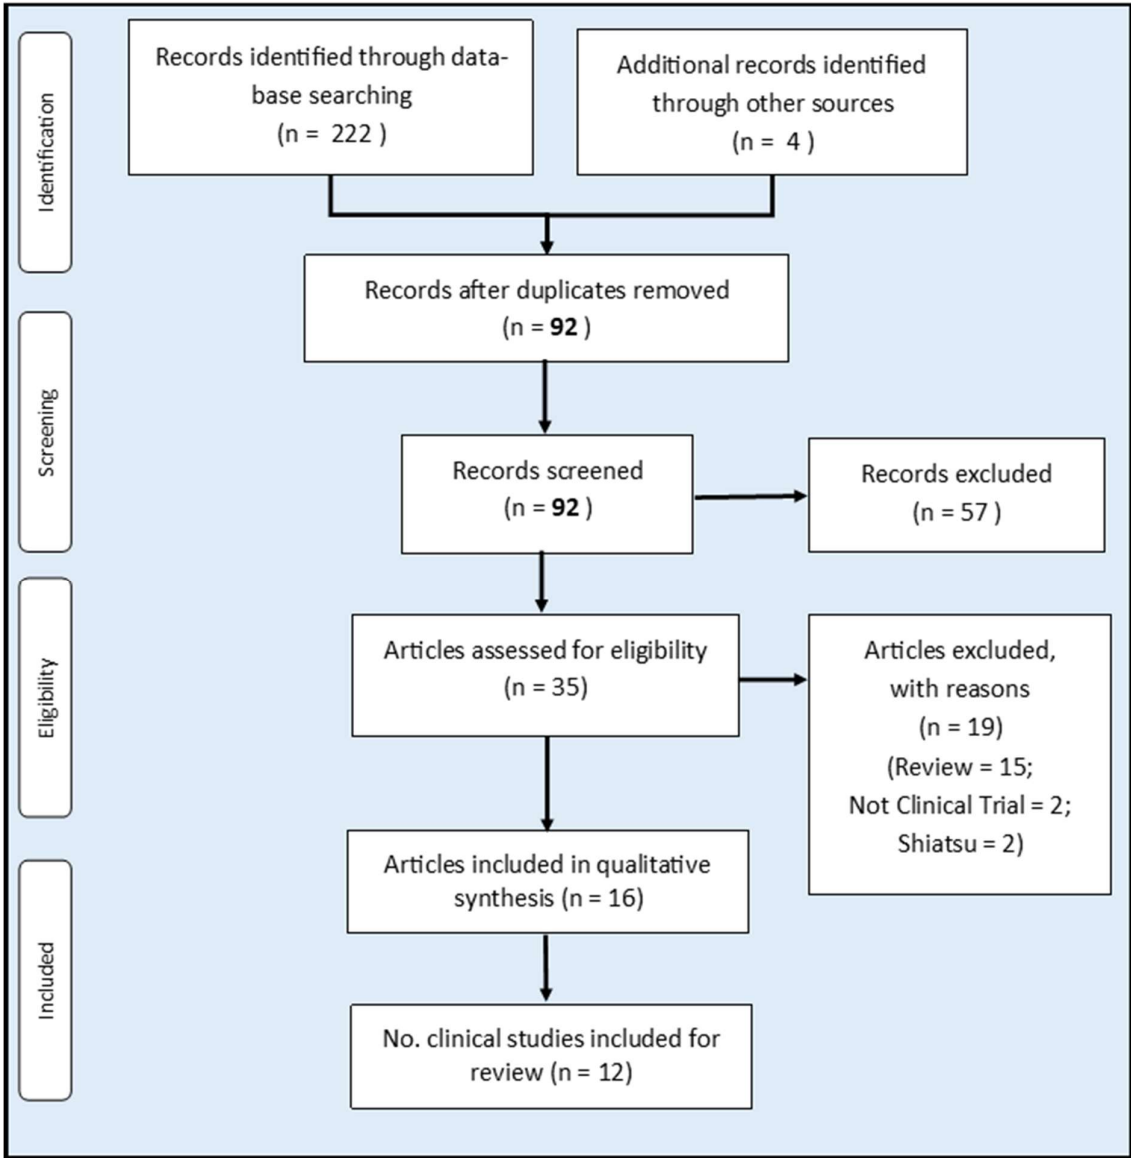 Identification
Records identified through data-
base searching
(n = 222 )
Additional records identified
through other sources
(n = 4 )
Records after duplicates removed
(n = 92 )
Screening
Records screened
(n = 92 )
Records excluded
(n = 57 )
Eligibility
Articles assessed for eligibility
(n = 35)
Articles excluded,
with reasons
(n = 19)
(Review = 15;
Not Clinical Trial = 2;
Shiatsu = 2)
Included
Articles included in qualitative
synthesis (n = 16)
No. clinical studies included for
review (n = 12)